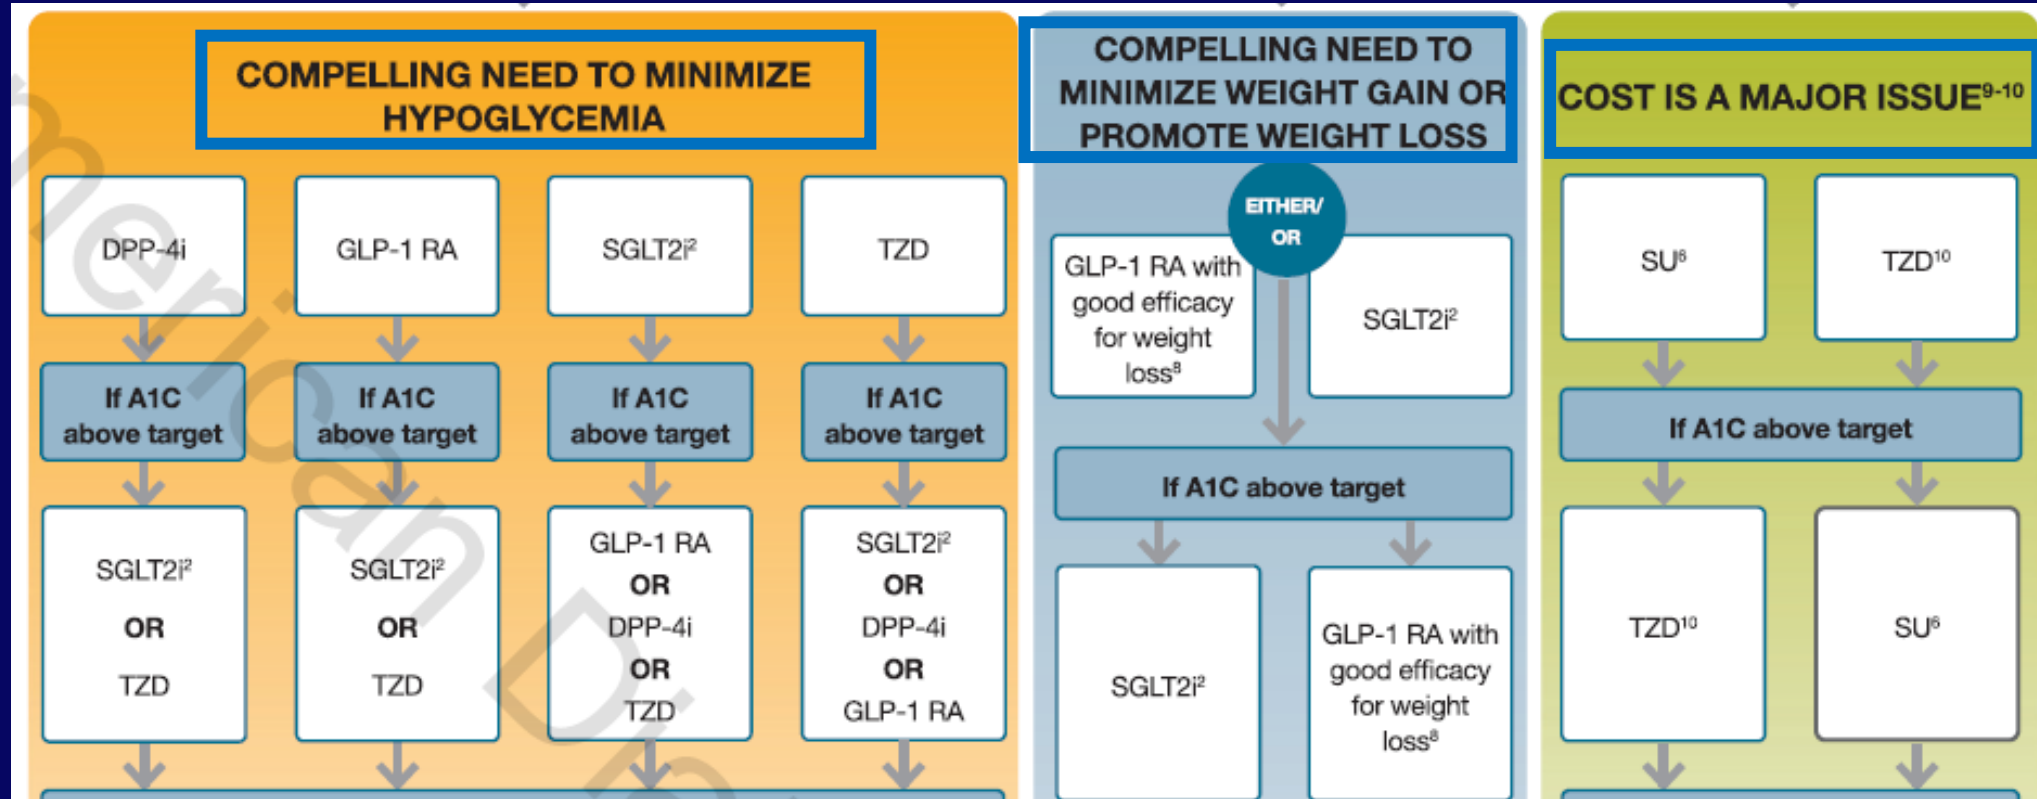 COMPELLING NEED TO MINIMIZE
HYPOGLYCEMIA
DPP-4i
GLP-1 RA
SGLT2i²
TZD
If A1C
above target
If A1C
above target
If A1C
above target
If A1C
above target
SGLT2i²
OR
TZD
SGLT2i²
OR
TZD
GLP-1 RA
OR
DPP-4i
OR
TZD
SGLT2i²
OR
DPP-4i
OR
GLP-1 RA
COMPELLING NEED TO
MINIMIZE WEIGHT GAIN OR
PROMOTE WEIGHT LOSS
EITHER/
OR
GLP-1 RA with
good efficacy
for weight
loss⁸
SGLT2i²
If A1C above target
SGLT2i²
GLP-1 RA with
good efficacy
for weight
loss⁸
COST IS A MAJOR ISSUE⁹⁻¹⁰
SU⁶
TZD¹⁰
If A1C above target
TZD¹⁰
SU⁶